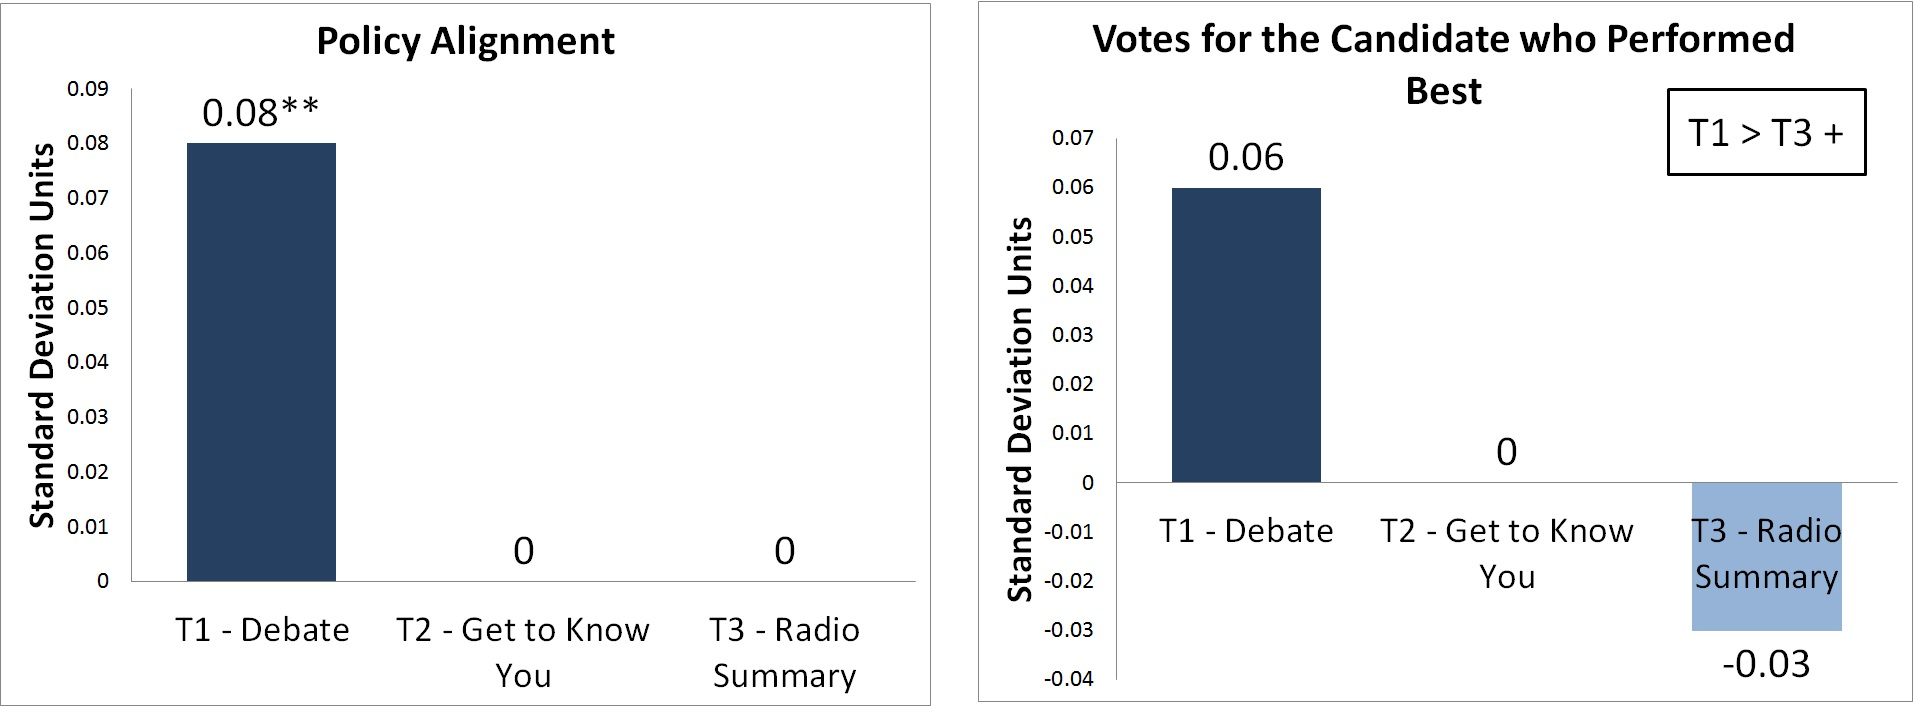 Policy Alignment
Standard Deviation Units
0.09
0.08
0.07
0.06
0.05
0.04
0.03
0.02
0.01
0
0.08**
0
0
T1 - Debate
T2 - Get to Know
You
T3 - Radio
Summary
Votes for the Candidate who Performed
Best
T1 > T3 +
Standard Deviation Units
0.07
0.06
0.05
0.04
0.03
0.02
0.01
0
-0.01
-0.02
-0.03
-0.04
0.06
0
-0.03
T1 - Debate
T2 - Get to Know
You
T3 - Radio
Summary